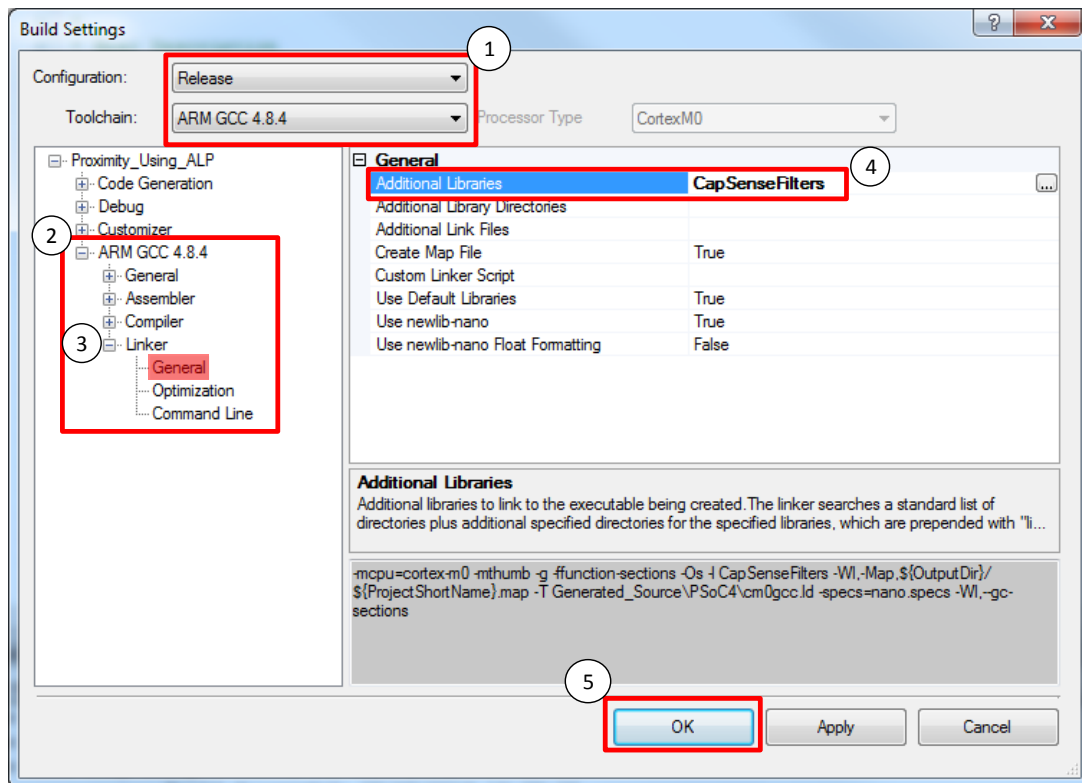 Build Settings
1
Configuration: Release
Toolchain: ARM GCC 4.8.4 Processor Type CortexM0
Proximity_Using_ALP
Code Generation
Debug
Customizer
2
ARM GCC 4.8.4
General
Assembler
Compiler
3
Linker
General
Optimization
Command Line
General
4
Additional Libraries CapSenseFilters ...
Additional Library Directories
Additional Link Files
Create Map File True
Custom Linker Script
Use Default Libraries True
Use newlib-nano True
Use newlib-nano Float Formatting False
Additional Libraries
Additional libraries to link to the executable being created.The linker searches a standard list of
directories plus additional specified directories for the specified libraries, which are prepended with "li...
-mcpu=cortex-m0 -mthumb -g -ffunction-sections -Os -l CapSenseFilters -Wl,-Map,${OutputDir}/
${ProjectShortName}.map -T Generated_Source\PSoC4\cm0gcc.ld -specs=nano.specs -Wl,--gc-
sections
5
OK Apply Cancel